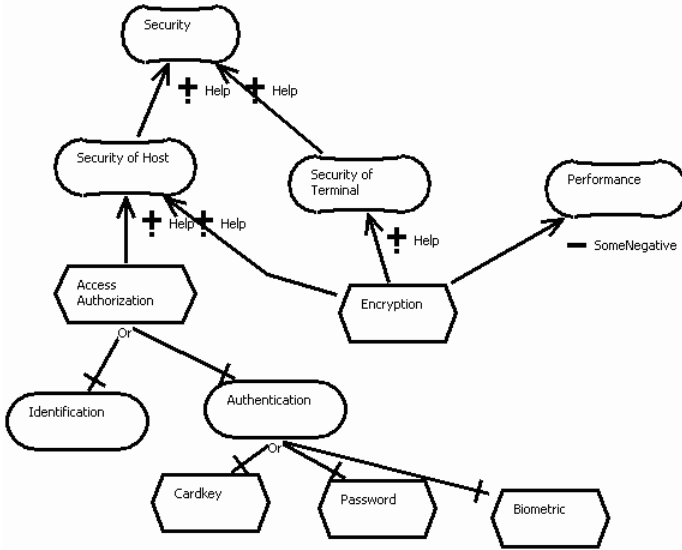 Security
Help
Help
Security of Host
Security of
Terminal
Performance
Help
Help
Help
SomeNegative
Access
Authorization
Encryption
Or
Identification
Authentication
Or
Cardkey
Password
Biometric